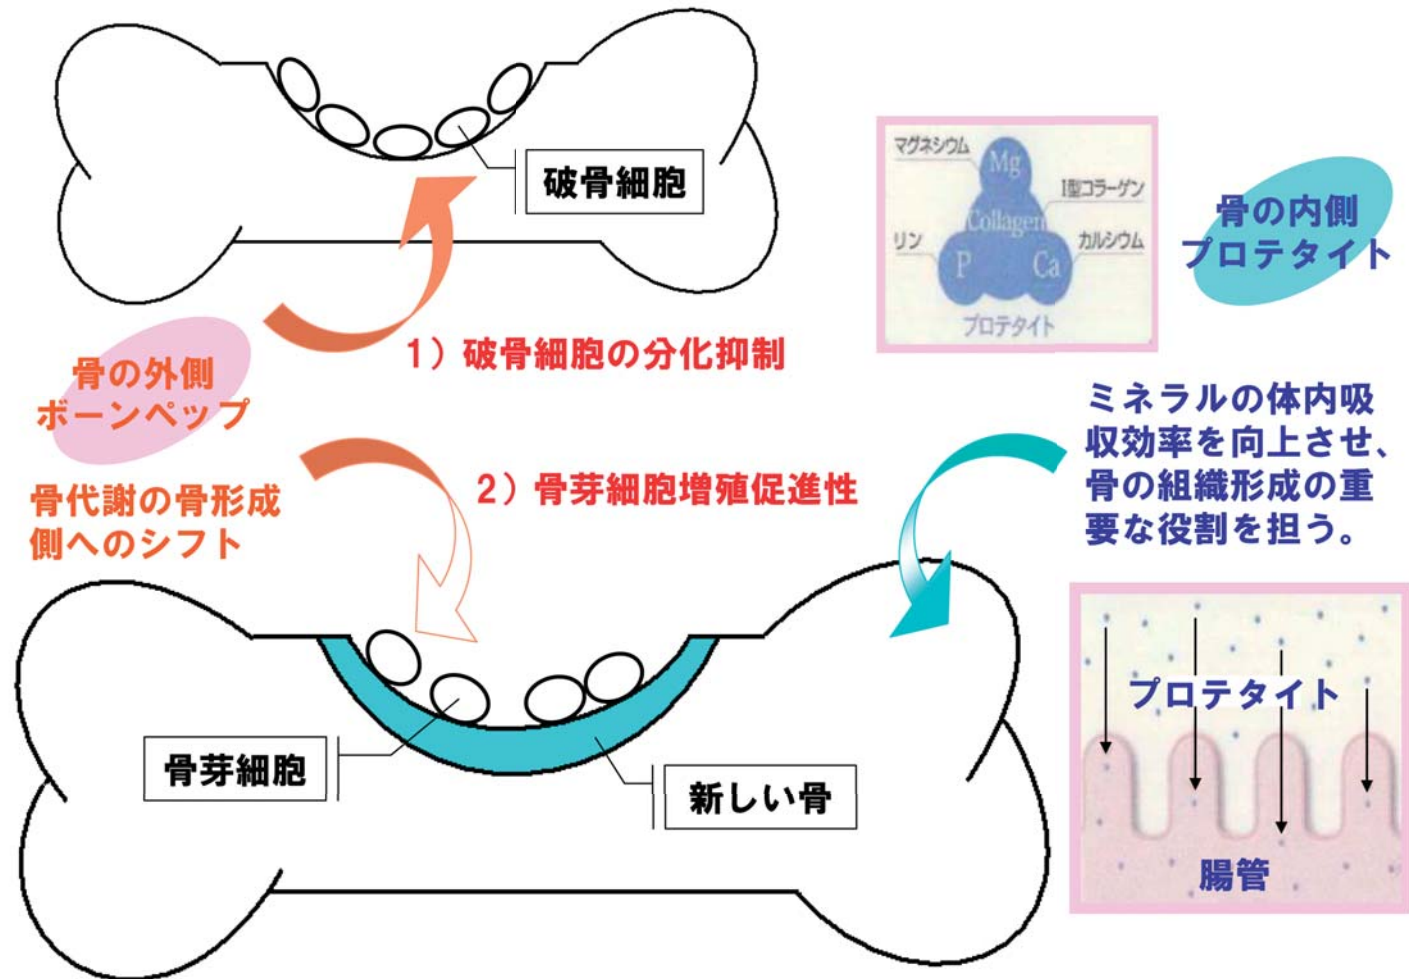 破骨細胞
マグネシウム
Mg
I型コラーゲン
Collagen
リン
カルシウム
P
Ca
プロテタイト
骨の内側
プロテタイト
1）破骨細胞の分化抑制
骨の外側
ボーンペップ
骨代謝の骨形成
側へのシフト
2）骨芽細胞増殖促進性
ミネラルの体内吸
収効率を向上させ、
骨の組織形成の重
要な役割を担う。
骨芽細胞
新しい骨
プロテタイト
腸管